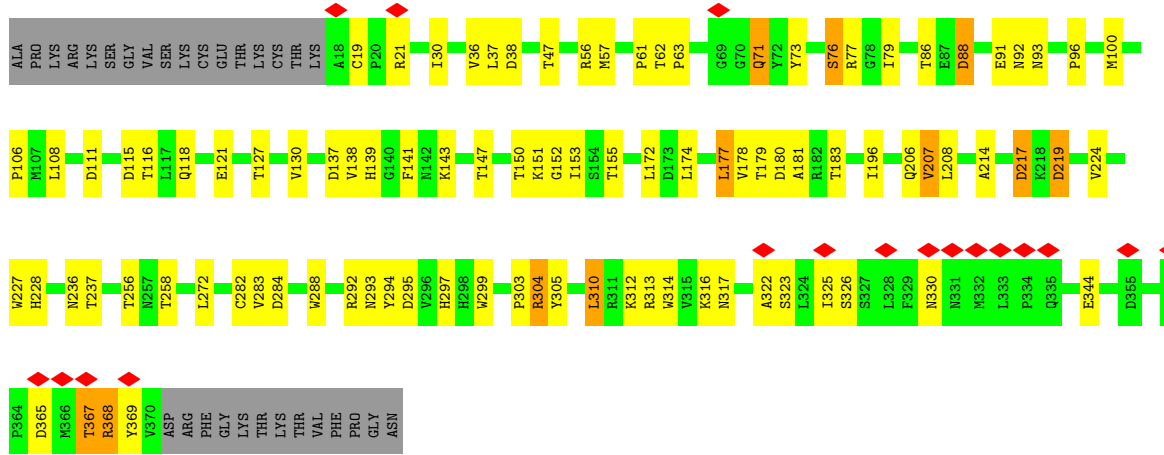 ALA PRO LYS ARG LYS SER GLY VAL SER LYS CYS GLU THR LYS CYS THR LYS A18 C19 P20 R21 I30 V36 L37 D38 T47 R56 M57 P61 T62 P63 G69 G70 Q71 Y72 Y73 S76 R77 G78 I79 T86 E87 D88 E91 N92 N93 P96 M100
P106 M107 L108 D111 D115 T116 L117 Q118 E121 T127 V130 D137 V138 H139 G140 F141 N142 K143 T147 T150 K151 G152 I153 S154 T155 L172 D173 L174 L177 V178 T179 D180 A181 R182 T183 I196 Q206 V207 L208 A214 D217 K218 D219 V224
W227 H228 N236 T237 T256 N257 T258 L272 C282 V283 D284 W288 R292 N293 Y294 D295 V296 H297 H298 W299 P303 R304 Y305 L310 R311 K312 R313 W314 V315 K316 N317 A322 S323 L324 I325 S326 S327 L328 F329 N330 N331 M332 L333 P334 Q335 E344 D355
P364 D365 M366 T367 R368 Y369 V370 ASP ARG PHE GLY LYS THR LYS THR VAL PHE PRO GLY ASN